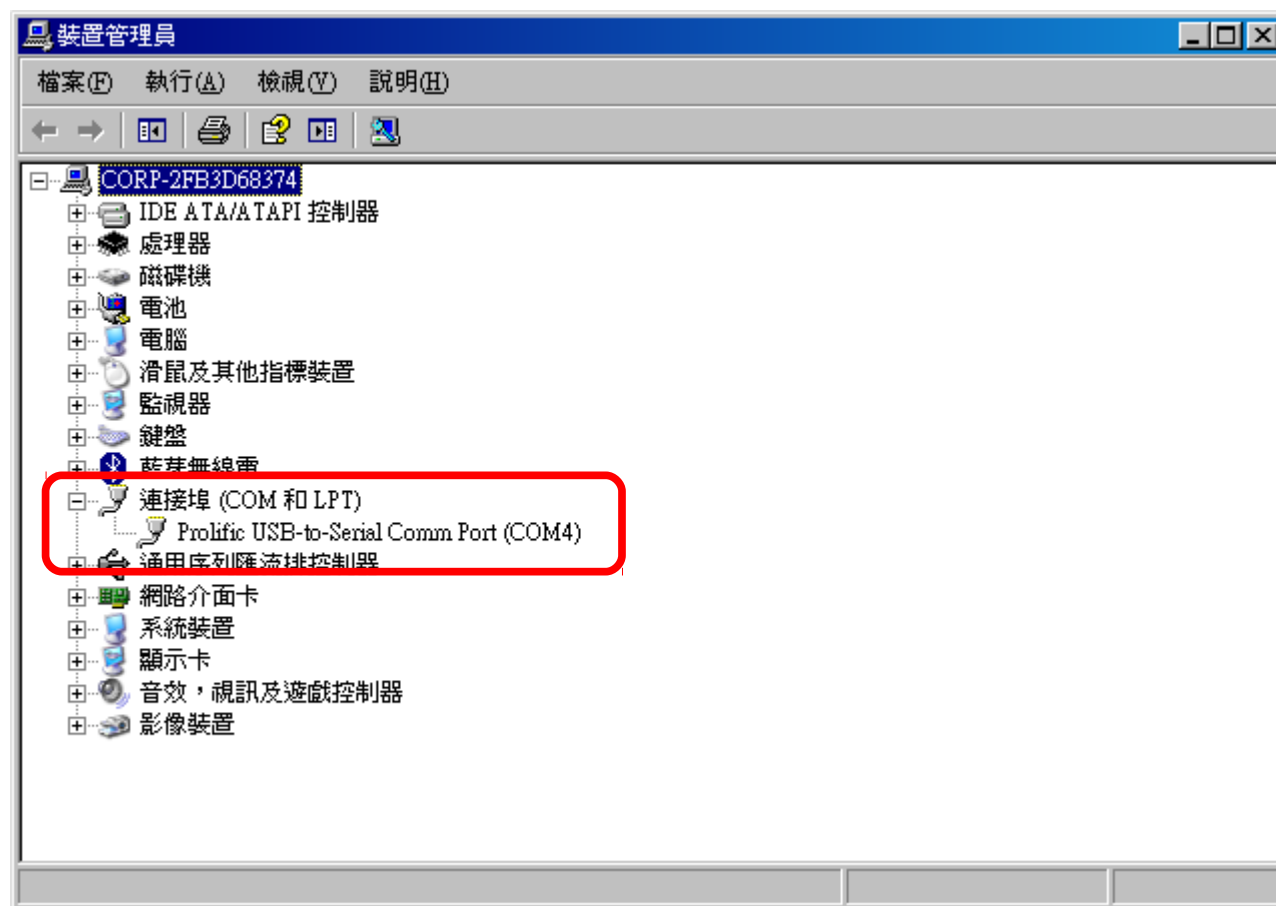 裝置管理員
檔案(F) 執行(A) 檢視(V) 說明(H)
CORP-2FB3D68374
IDE ATA/ATAPI 控制器
處理器
磁碟機
電池
電腦
滑鼠及其他指標裝置
監視器
鍵盤
藍芽無線電
連接埠 (COM 和 LPT)
Prolific USB-to-Serial Comm Port (COM4)
通用序列匯流排控制器
網路介面卡
系統裝置
顯示卡
音效，視訊及遊戲控制器
影像裝置